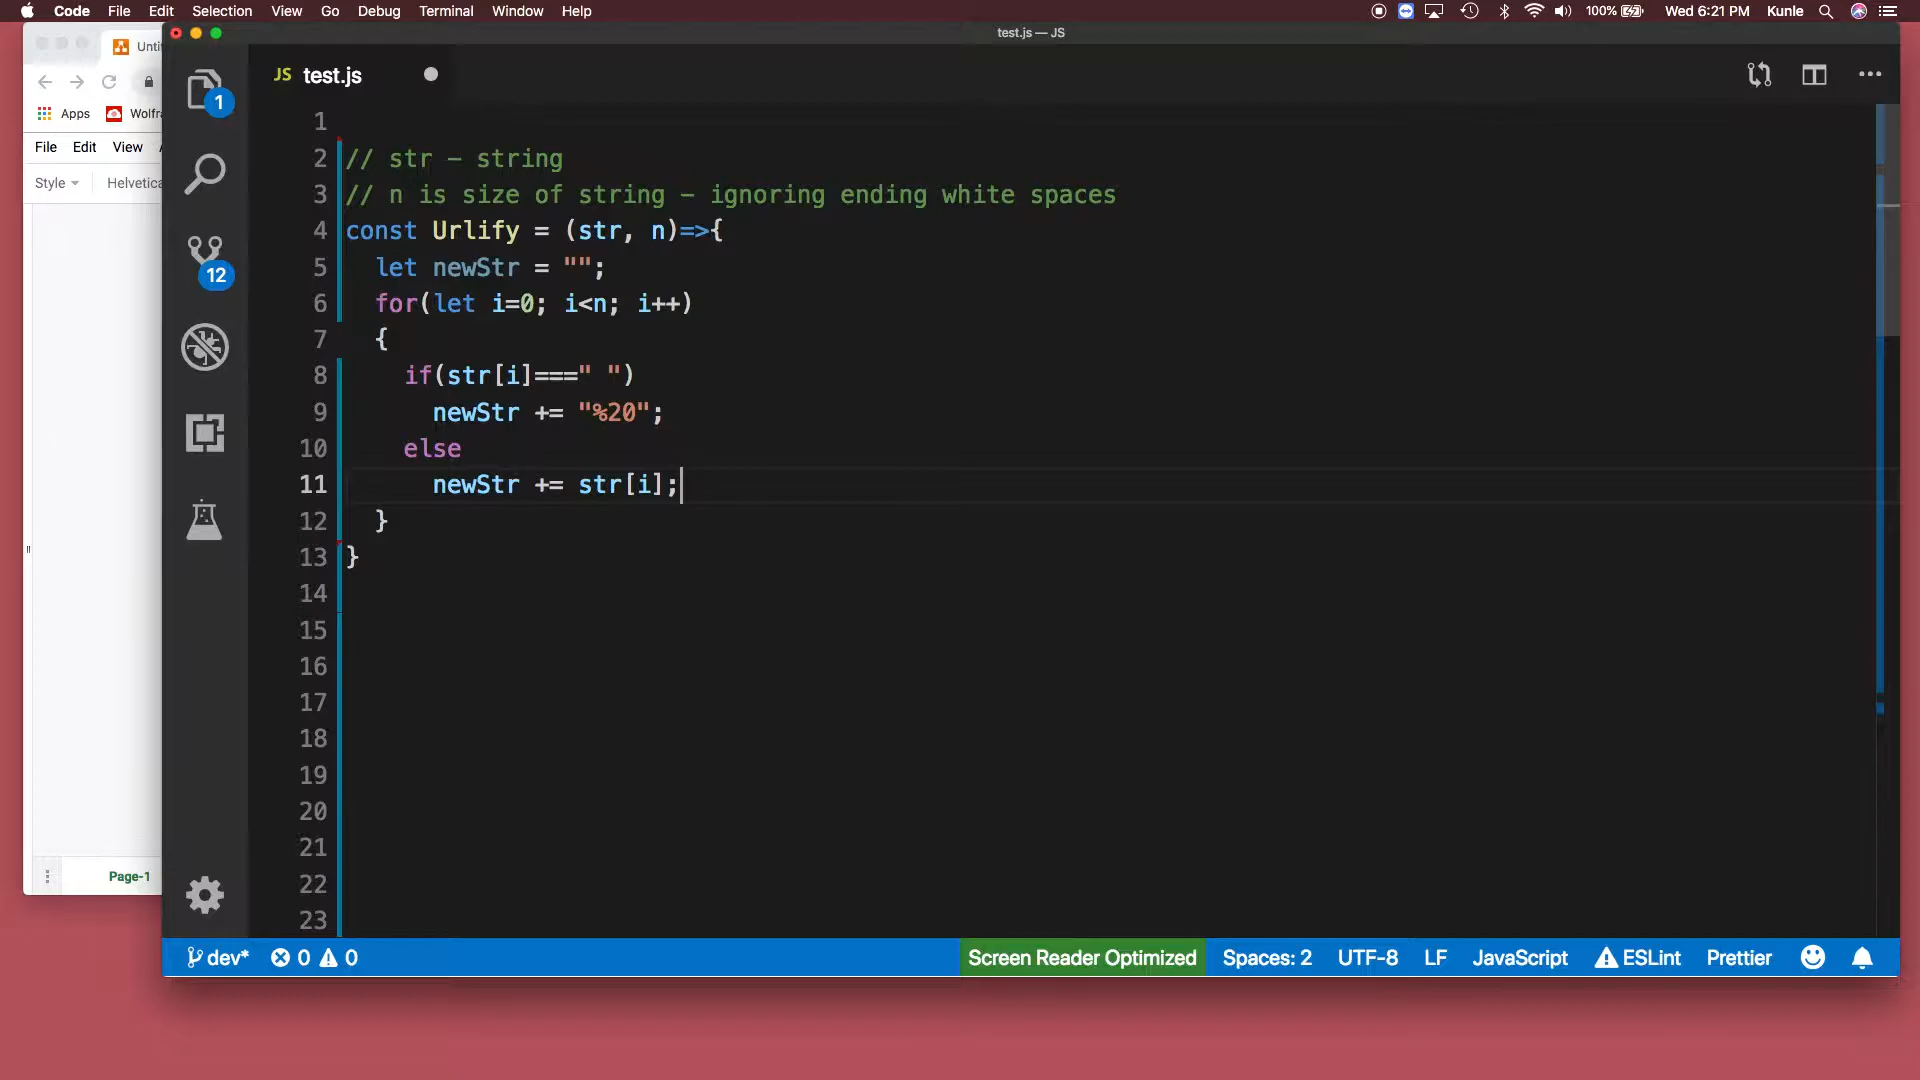 Code File Edit Selection View Go Debug Terminal Window Help 100% Wed 6:21 PM Kunle
test.js — JS
JS test.js
Apps
File Edit View
Style Helvetica
Page-1
1
12
1
2 // str – string
3 // n is size of string – ignoring ending white spaces
4 const Urlify = (str, n)=>{
5 let newStr = "";
6 for(let i=0; i<n; i++)
7 {
8 if(str[i]===" ")
9 newStr += "%20";
10 else
11 newStr += str[i];
12 }
13 }
14
15
16
17
18
19
20
21
22
23
dev* 0 0 Screen Reader Optimized Spaces: 2 UTF-8 LF JavaScript ESLint Prettier